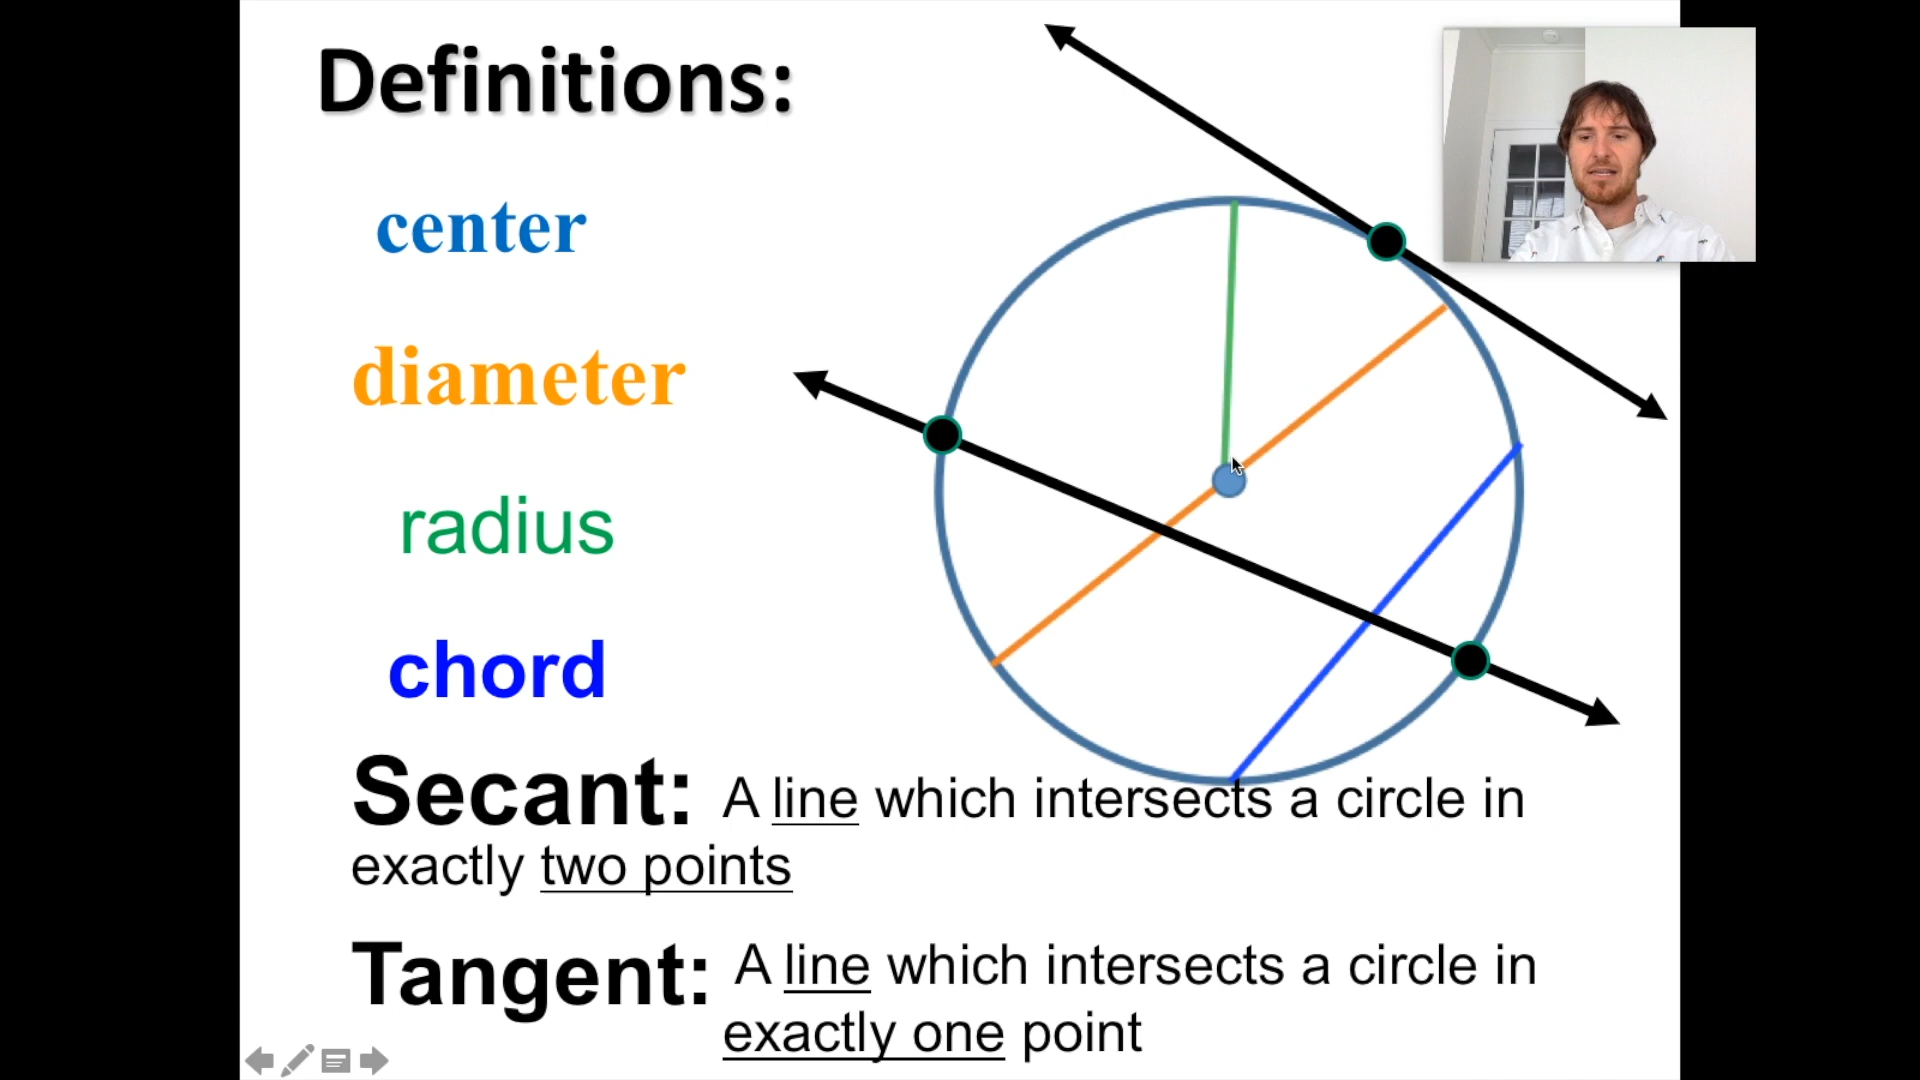 Definitions:
center
diameter
radius
chord
Secant: A line which intersects a circle in
exactly two points
Tangent: A line which intersects a circle in
exactly one point